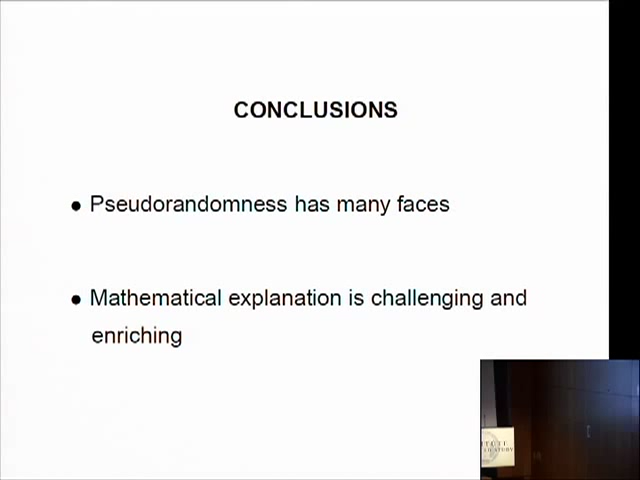 CONCLUSIONS
● Pseudorandomness has many faces
● Mathematical explanation is challenging and
enriching